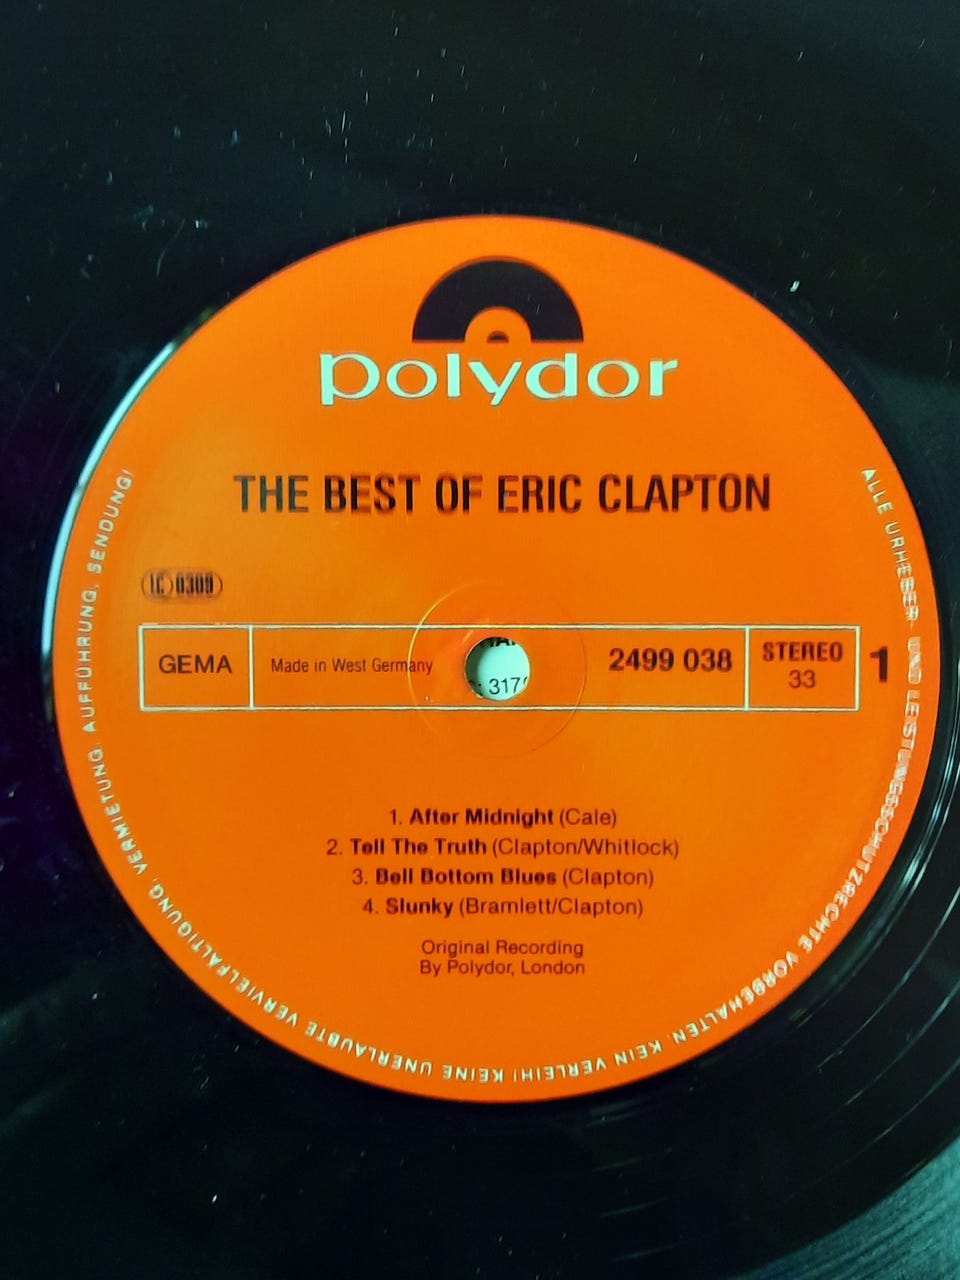 polydor
THE BEST OF ERIC CLAPTON
LC 0309
GEMA
Made in West Germany
317
2499 038
STEREO
33
1
1. After Midnight (Cale)
2. Tell The Truth (Clapton/Whitlock)
3. Bell Bottom Blues (Clapton)
4. Slunky (Bramlett/Clapton)
Original Recording
By Polydor, London
ALLE URHEBER- UND LEISTUNGSSCHUTZRECHTE VORBEHALTEN. KEIN VERLEIH! KEINE UNERLAUBTE VERVIELFÄLTIGUNG, VERMIETUNG, AUFFÜHRUNG, SENDUNG!